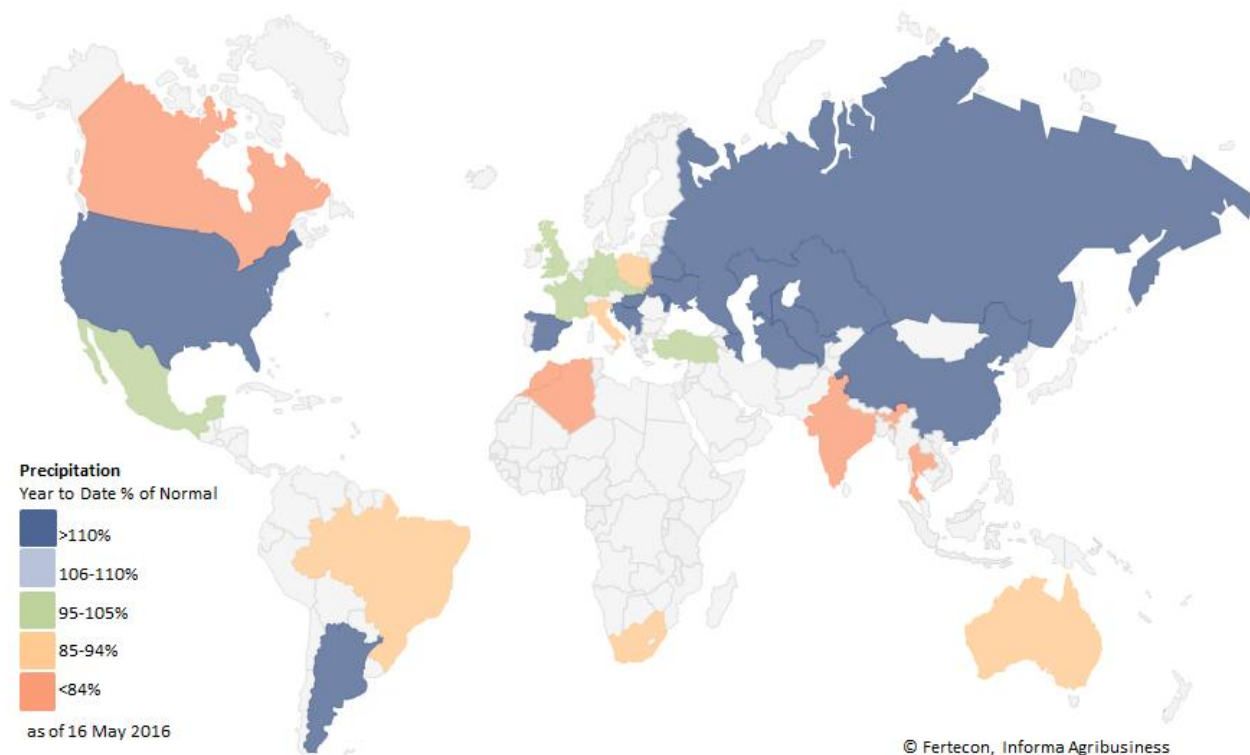 Precipitation
Year to Date % of Normal
>110%
106-110%
95-105%
85-94%
<84%
as of 16 May 2016
© Fertecon, Informa Agribusiness